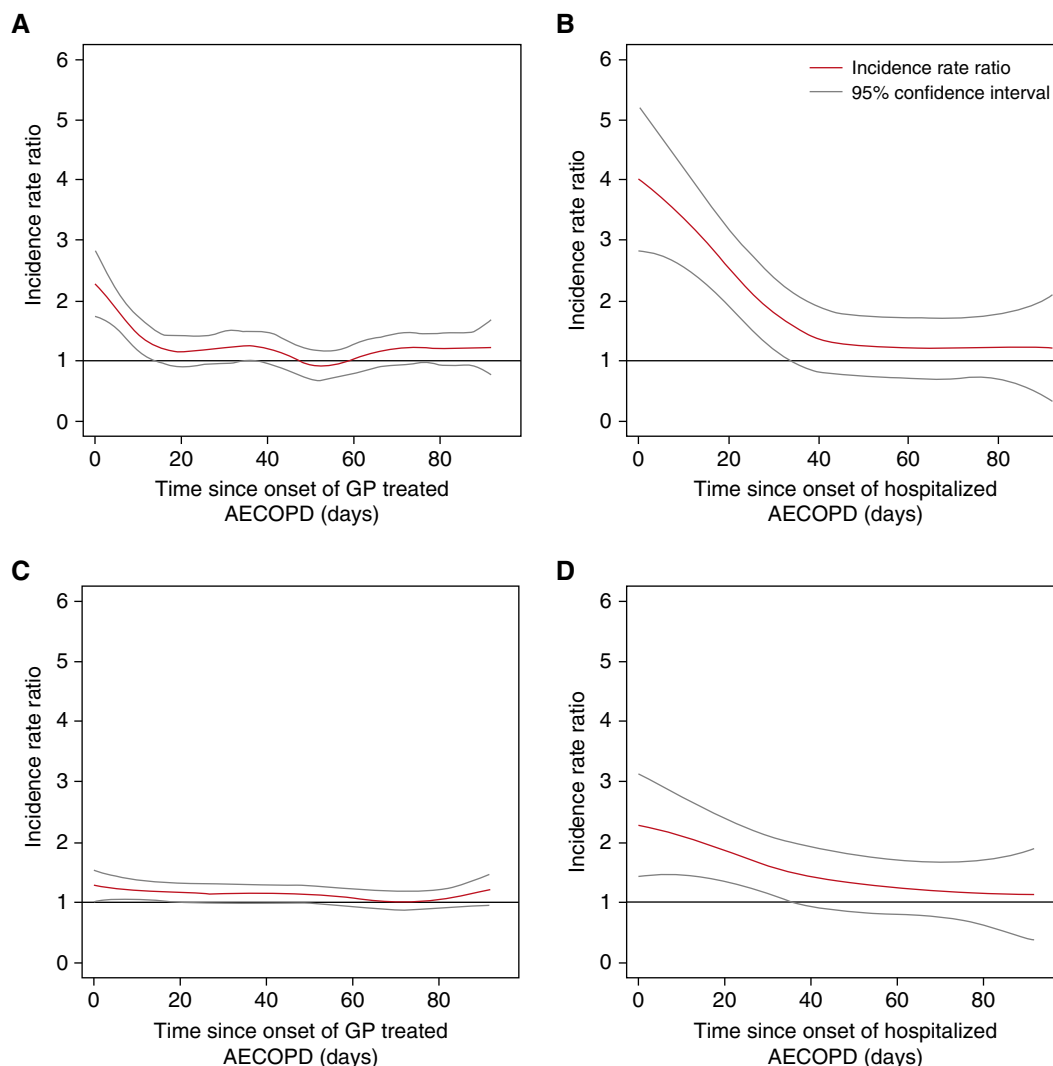 A
6
5
4
3
2
1
0
Incidence rate ratio
0 20 40 60 80
Time since onset of GP treated
AECOPD (days)
B
6
5
4
3
2
1
0
Incidence rate ratio
Incidence rate ratio
95% confidence interval
0 20 40 60 80
Time since onset of hospitalized
AECOPD (days)
C
6
5
4
3
2
1
0
Incidence rate ratio
0 20 40 60 80
Time since onset of GP treated
AECOPD (days)
D
6
5
4
3
2
1
0
Incidence rate ratio
0 20 40 60 80
Time since onset of hospitalized
AECOPD (days)